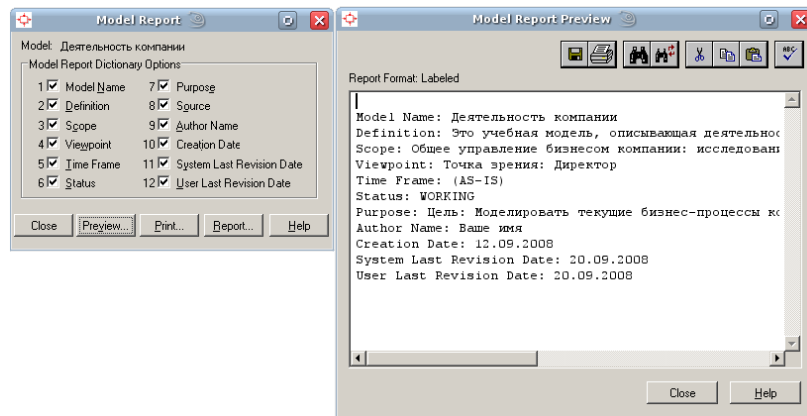 Model Report
Model: Деятельность компании
Model Report Dictionary Options
1 Model Name
2 Definition
3 Scope
4 Viewpoint
5 Time Frame
6 Status
7 Purpose
8 Source
9 Author Name
10 Creation Date
11 System Last Revision Date
12 User Last Revision Date
Close Preview... Print... Report... Help
Model Report Preview
ABC
Report Format: Labeled
Model Name: Деятельность компании
Definition: Это учебная модель, описывающая
Scope: Общее управление бизнесом компании:
Viewpoint: Точка зрения: Директор
Time Frame: (AS-IS)
Status: WORKING
Purpose: Цель: Моделировать текущие бизнес-процессы
Author Name: Ваше имя
Creation Date: 12.09.2008
System Last Revision Date: 20.09.2008
User Last Revision Date: 20.09.2008
Close Help